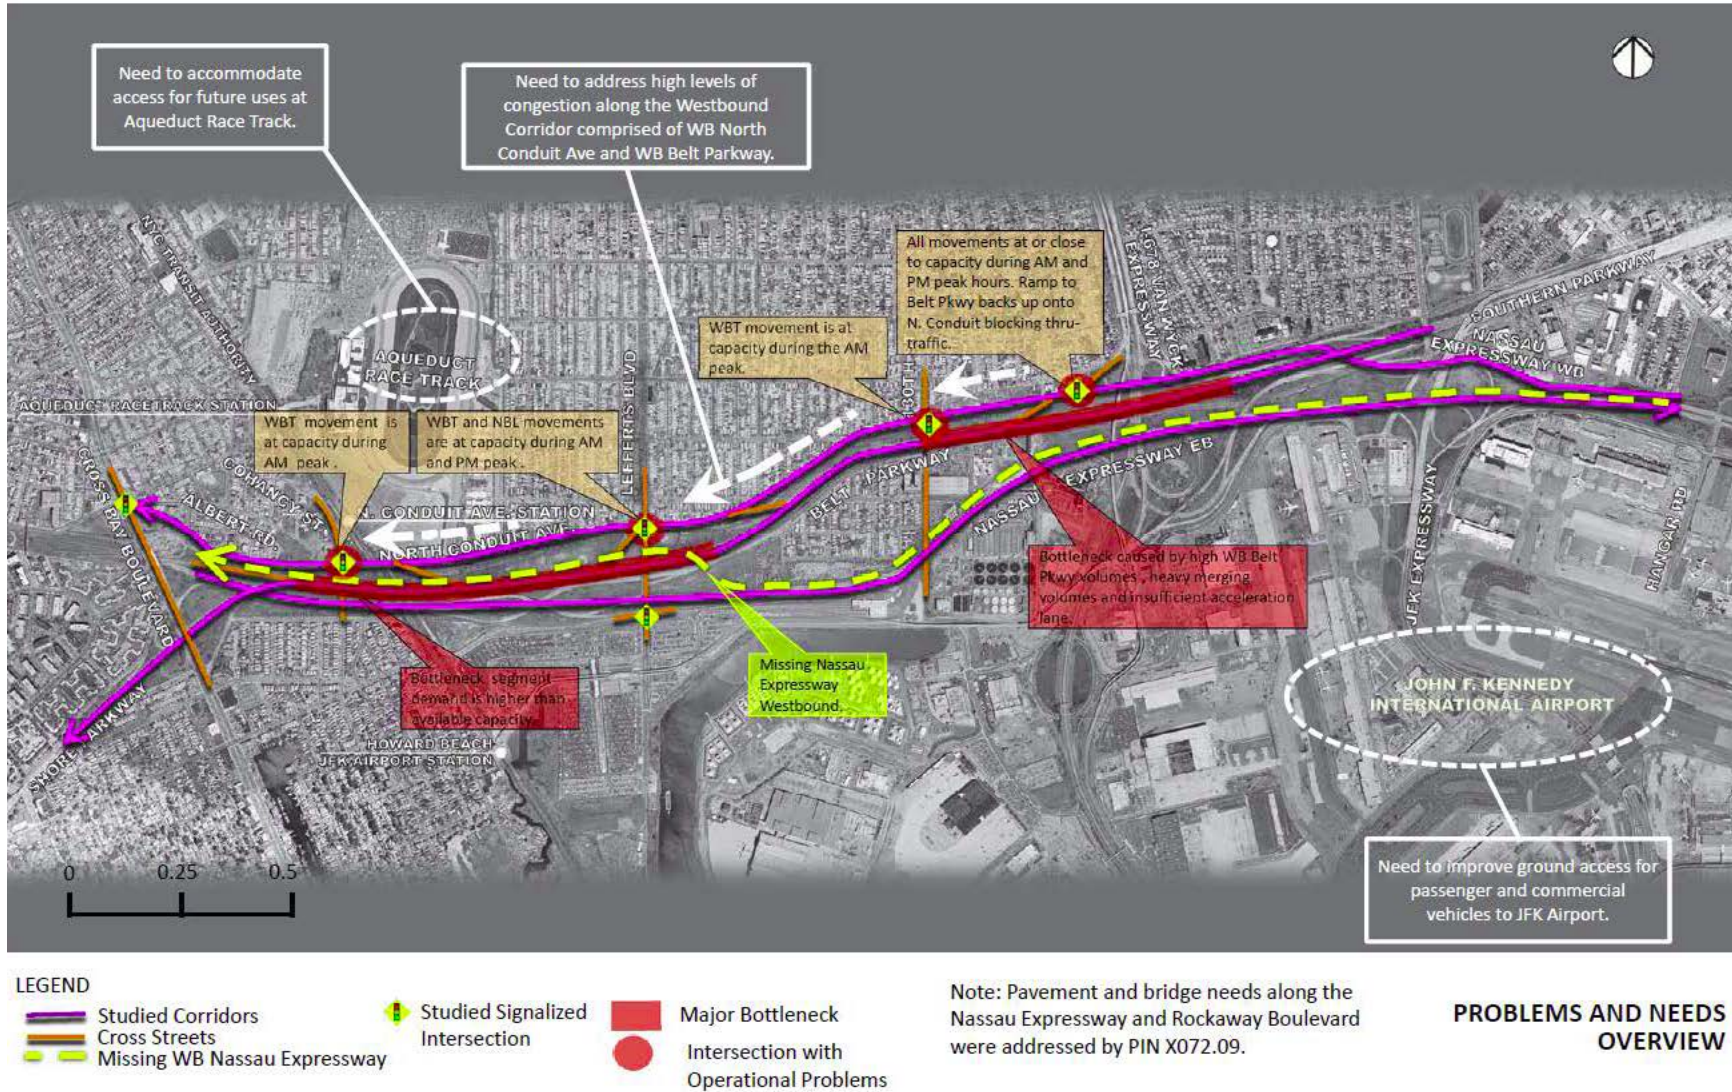 Need to accommodate
access for future uses at
Aqueduct Race Track.
Need to address high levels of
congestion along the Westbound
Corridor comprised of WB North
Conduit Ave and WB Belt Parkway.
All movements at or close
to capacity during AM and
PM peak hours. Ramp to
Belt Pkwy backs up onto
N. Conduit blocking thru-
traffic.
WBT movement is at
capacity during the AM
peak.
WBT movement is
at capacity during
AM peak .
WBT and NBL movements
are at capacity during AM
and PM peak .
NYC TRANSIT AUTHORITY
AQUEDUCT
RACE TRACK
AQUEDUCT RACETRACK STATION
LEFFERTS BLVD
I-678 VAN WYCK
EXPRESSWAY
SOUTHERN PARKWAY
NASSAU
EXPRESSWAY WB
CROSS BAY BOULEVARD
ALBERT RD.
COHANCY ST.
N. CONDUIT AVE. STATION
NORTH CONDUIT AVE.
BELT PARKWAY
NASSAU EXPRESSWAY EB
JFK EXPRESSWAY
HANGAR RD
Bottleneck caused by high WB Belt
Pkwy volumes , heavy merging
volumes and insufficient acceleration
lane.
Bottleneck segment
demand is higher than
available capacity.
Missing Nassau
Expressway
Westbound.
JOHN F. KENNEDY
INTERNATIONAL AIRPORT
SHORE PARKWAY
HOWARD BEACH
JFK AIRPORT STATION
Need to improve ground access for
passenger and commercial
vehicles to JFK Airport.
0 0.25 0.5
LEGEND
Studied Corridors
Cross Streets
Missing WB Nassau Expressway
Studied Signalized
Intersection
Major Bottleneck
Intersection with
Operational Problems
Note: Pavement and bridge needs along the
Nassau Expressway and Rockaway Boulevard
were addressed by PIN X072.09.
PROBLEMS AND NEEDS
OVERVIEW